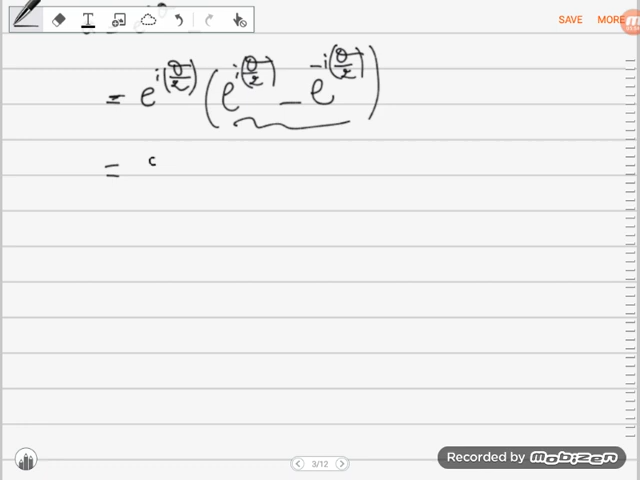 SAVE MORE
= e^{i(θ/2)} (e^{i(θ/2)} - e^{-i(θ/2)})
=
3/12
Recorded by MOBIZEN